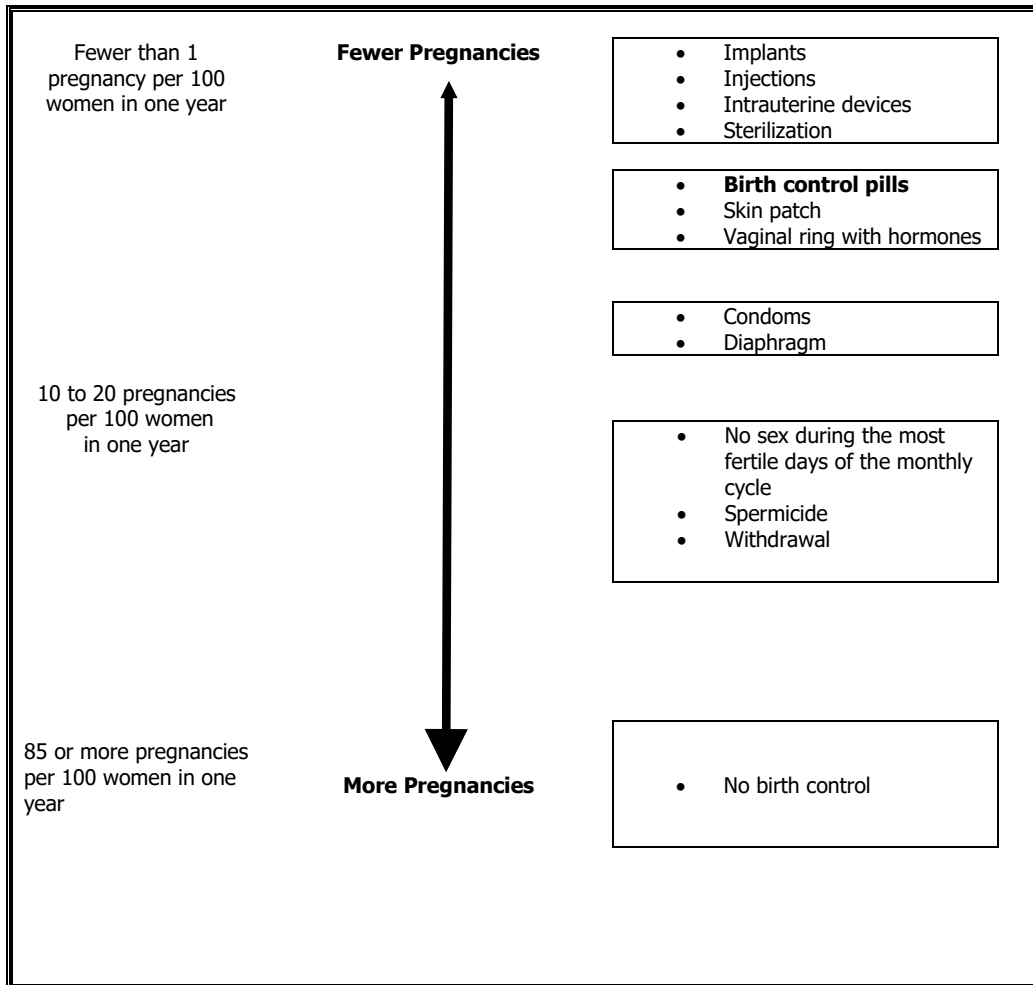 Fewer than 1
pregnancy per 100
women in one year
Fewer Pregnancies
• Implants
• Injections
• Intrauterine devices
• Sterilization
• Birth control pills
• Skin patch
• Vaginal ring with hormones
• Condoms
• Diaphragm
10 to 20 pregnancies
per 100 women
in one year
• No sex during the most
fertile days of the monthly
cycle
• Spermicide
• Withdrawal
85 or more pregnancies
per 100 women in one
year
More Pregnancies
• No birth control